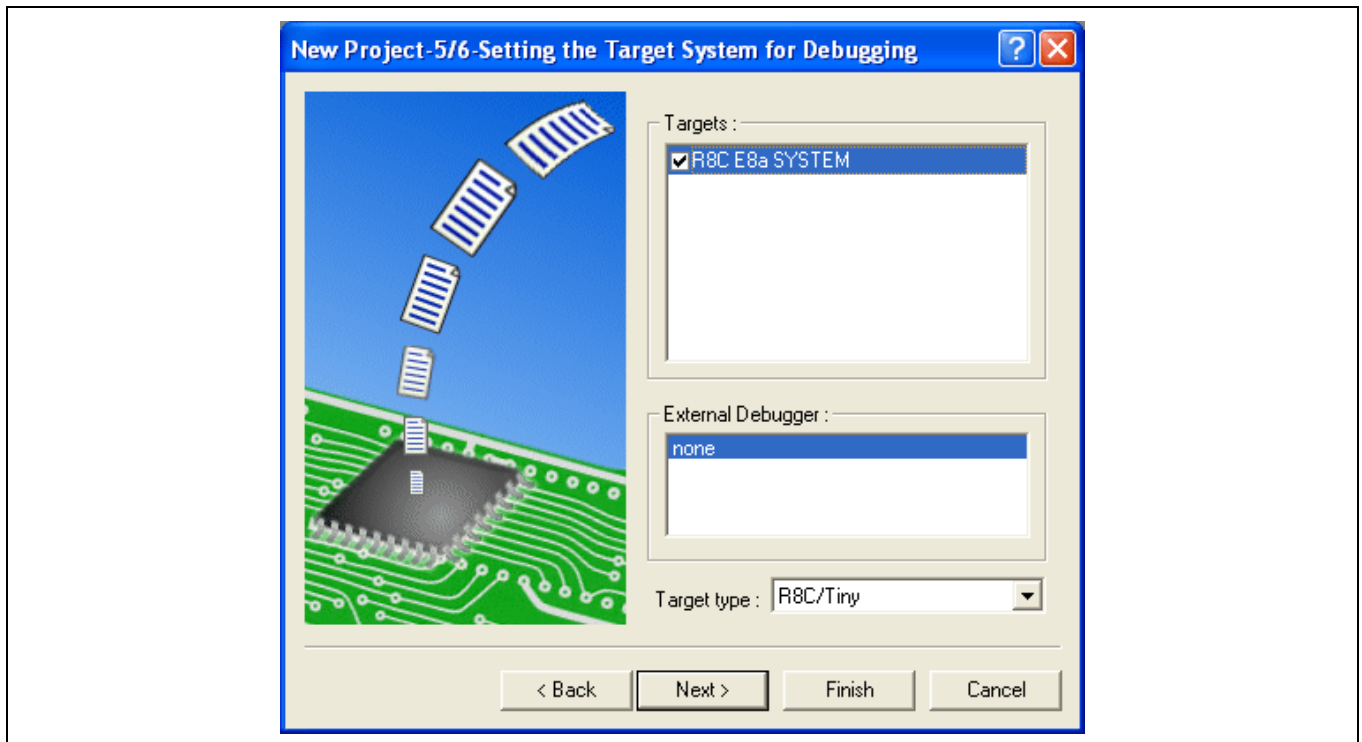 New Project-5/6-Setting the Target System for Debugging
Targets :
R8C E8a SYSTEM
External Debugger :
none
Target type : R8C/Tiny
< Back Next > Finish Cancel